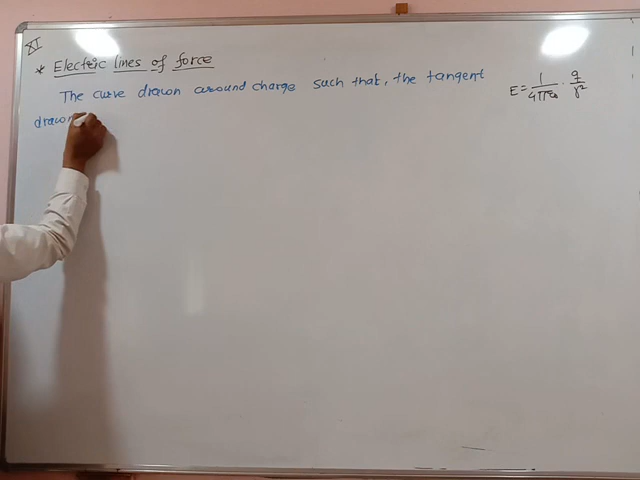 XI
* Electric lines of force
The curve drawn around charge such that, the tangent
drawn
E = 1/4πε₀ · q/r²